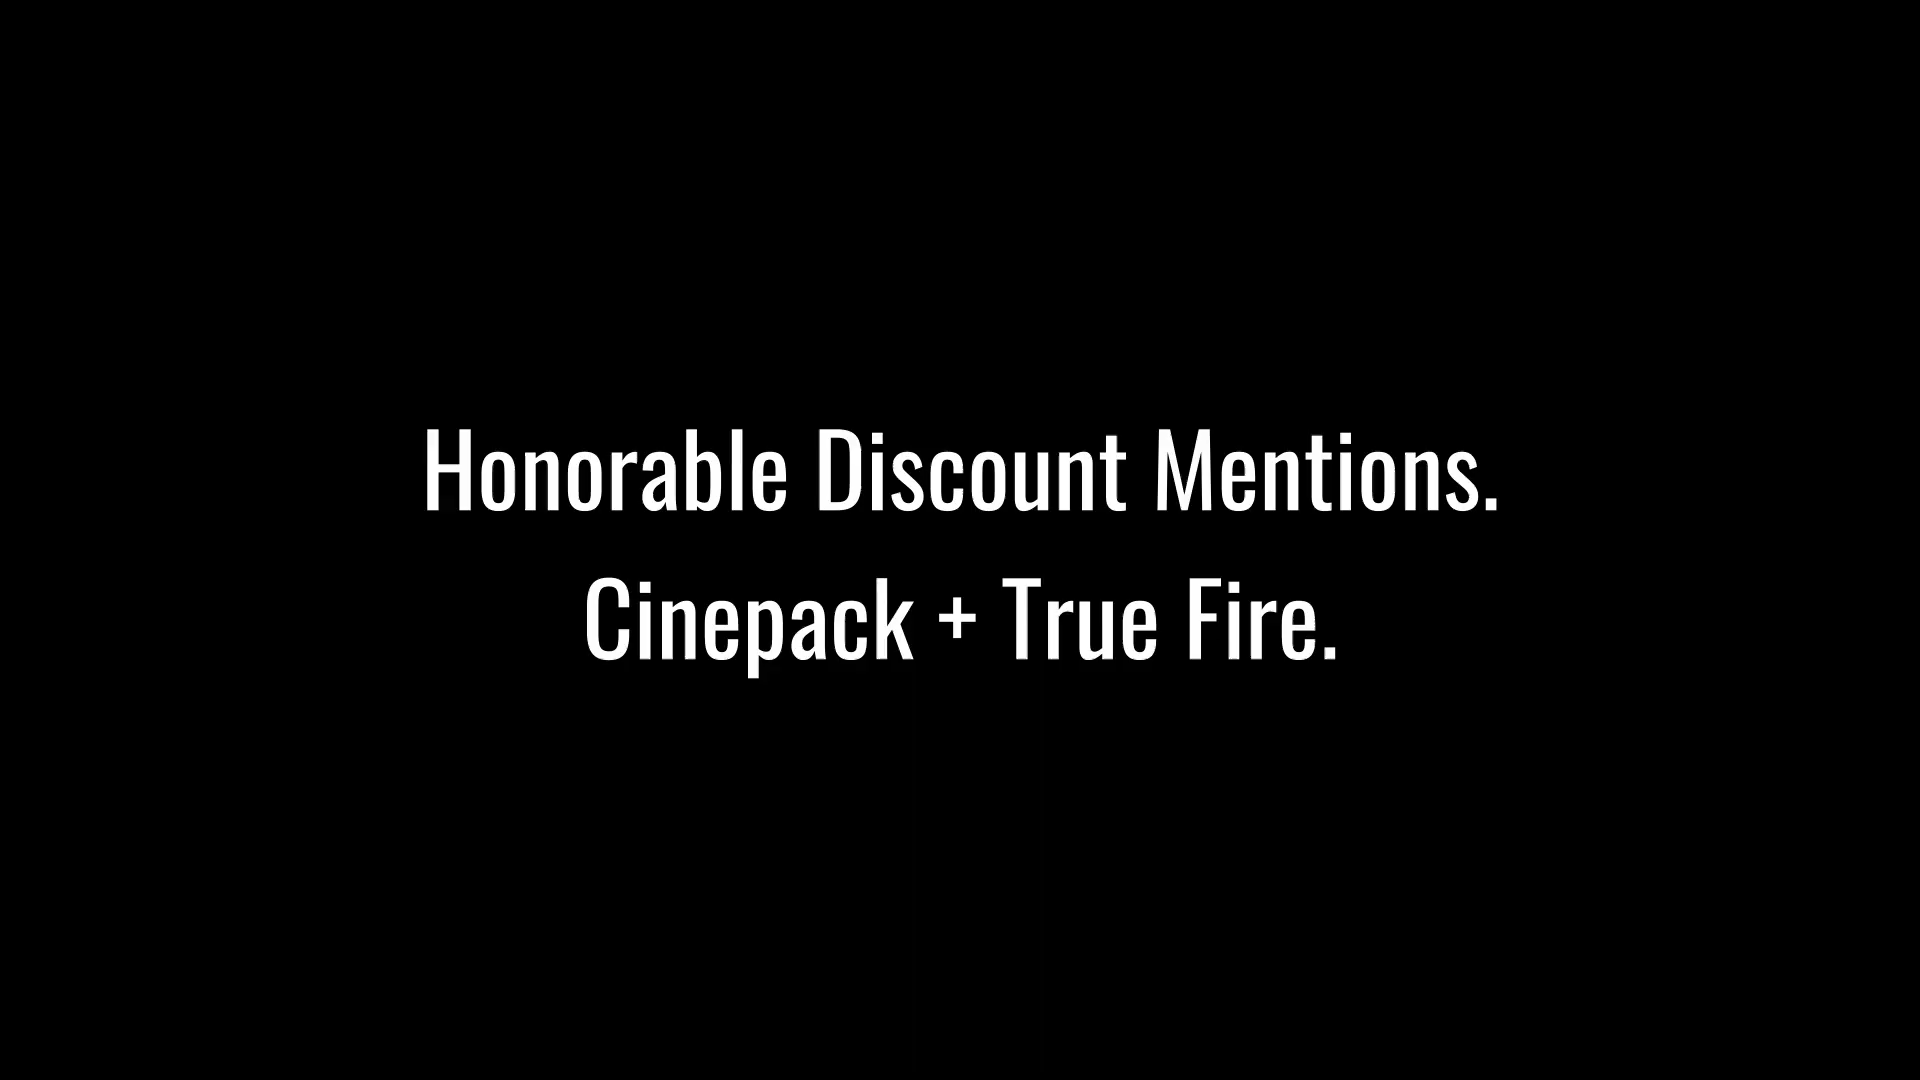 Honorable Discount Mentions.
Cinepack + True Fire.